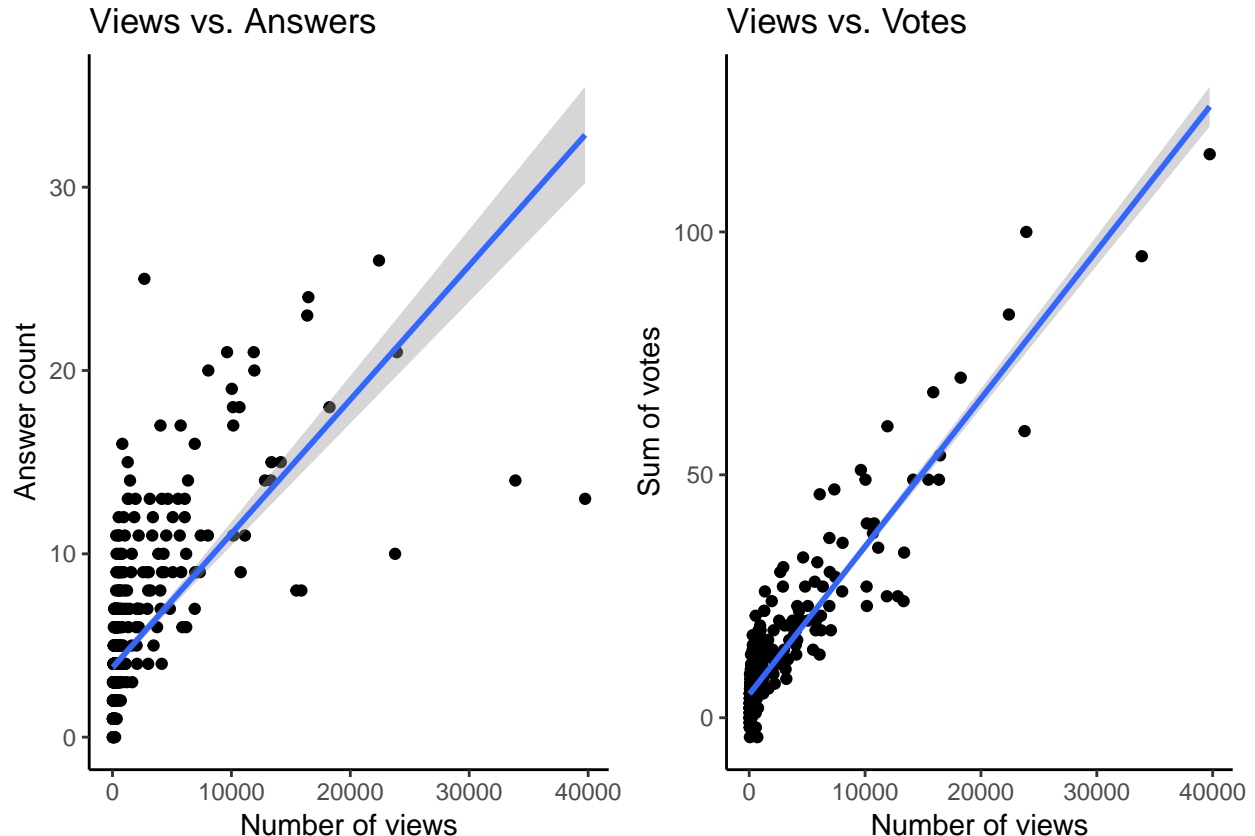 Views vs. Answers
Answer count
30
20
10
0
0 10000 20000 30000 40000
Number of views
Views vs. Votes
Sum of votes
100
50
0
0 10000 20000 30000 40000
Number of views